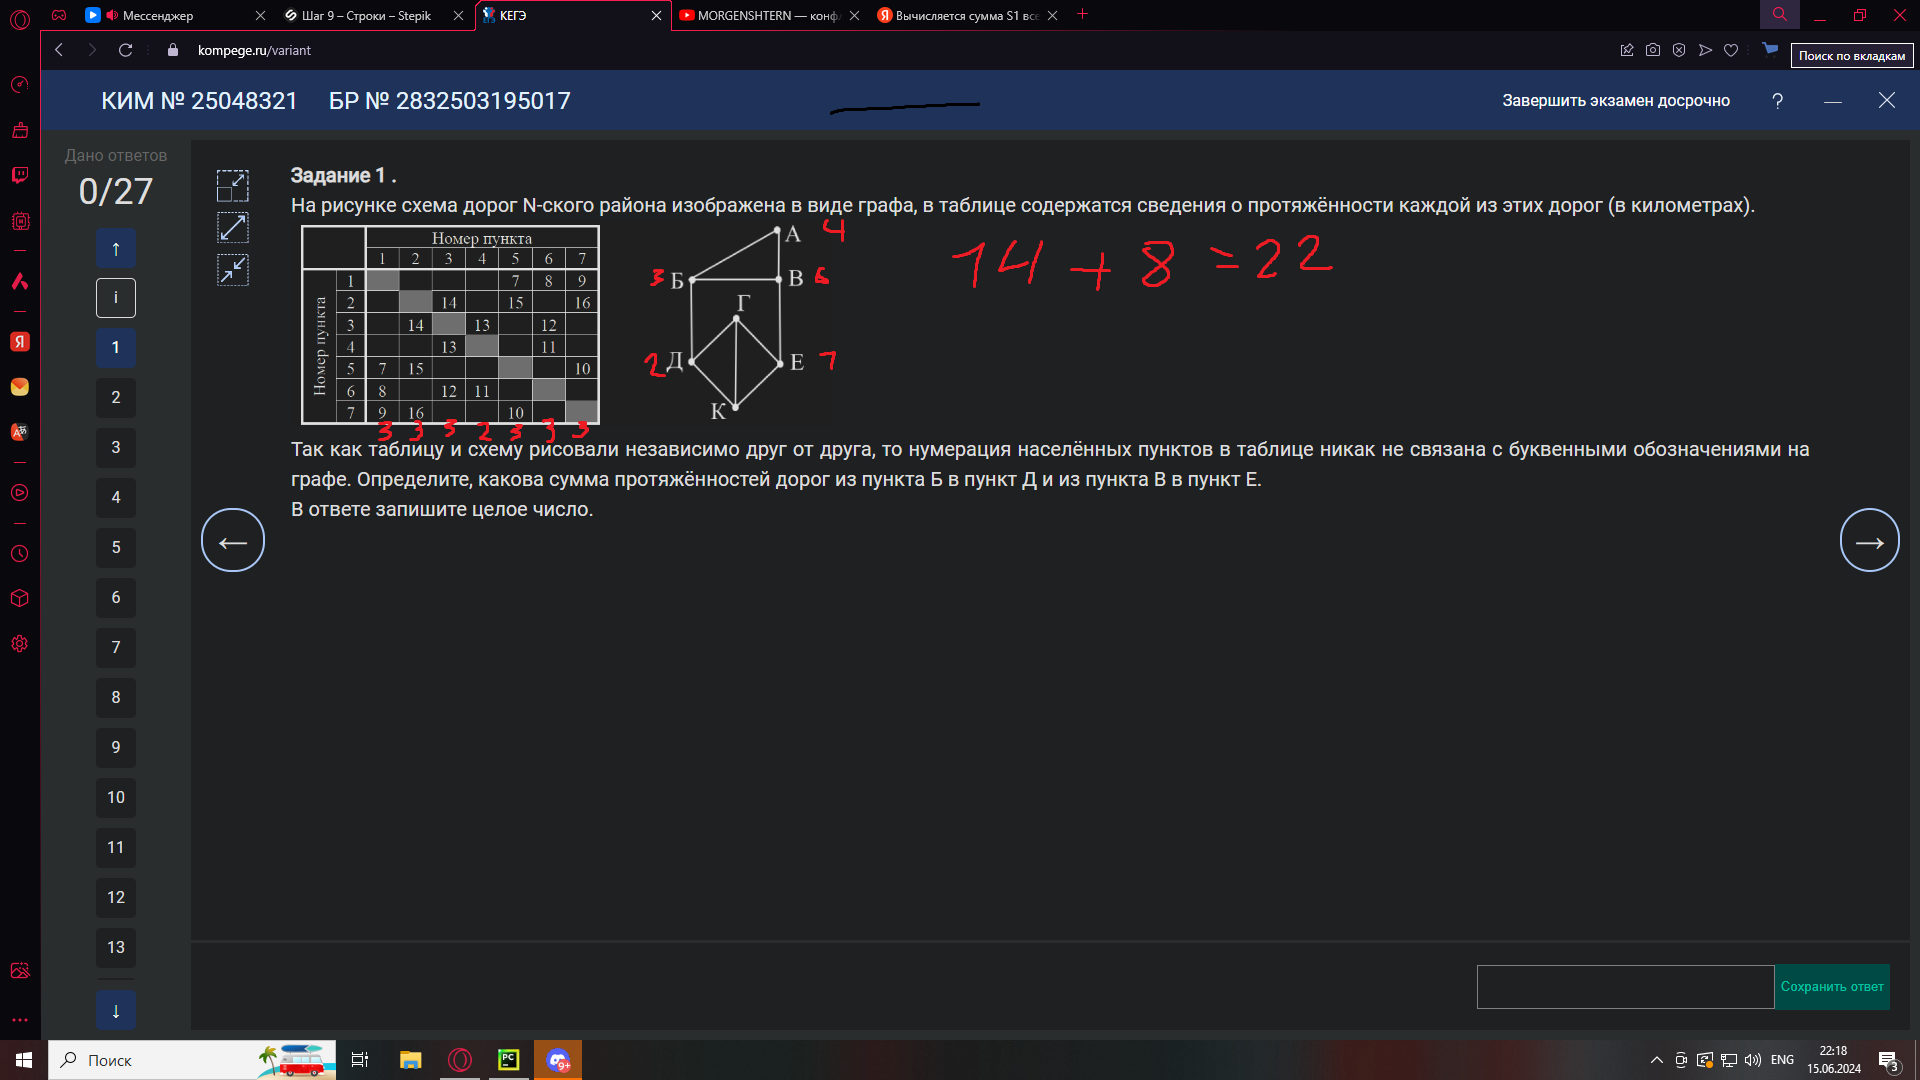 Мессенджер
Шаг 9 – Строки – Stepik
КЕГЭ
MORGENSHTERN — конф
Вычисляется сумма S1 все
kompege.ru/variant
Поиск по вкладкам
КИМ № 25048321 БР № 2832503195017
Завершить экзамен досрочно
?
Дано ответов
0/27
↑
i
1
2
3
4
5
6
7
8
9
10
11
12
13
↓
Задание 1 .
На рисунке схема дорог N-ского района изображена в виде графа, в таблице содержатся сведения о протяжённости каждой из этих дорог (в километрах).
Номер пункта
1 2 3 4 5 6 7
Номер пункта
1 7 8 9
2 14 15 16
3 14 13 12
4 13 11
5 7 15 10
6 8 12 11
7 9 16 10
3 3 3 2 3 3 3
А 4
3 Б В 6
Г
2 Д Е 7
К
14 + 8 = 22
Так как таблицу и схему рисовали независимо друг от друга, то нумерация населённых пунктов в таблице никак не связана с буквенными обозначениями на
графе. Определите, какова сумма протяжённостей дорог из пункта Б в пункт Д и из пункта В в пункт Е.
В ответе запишите целое число.
←
→
Сохранить ответ
Поиск
PC
9+
ENG
22:18
15.06.2024
3